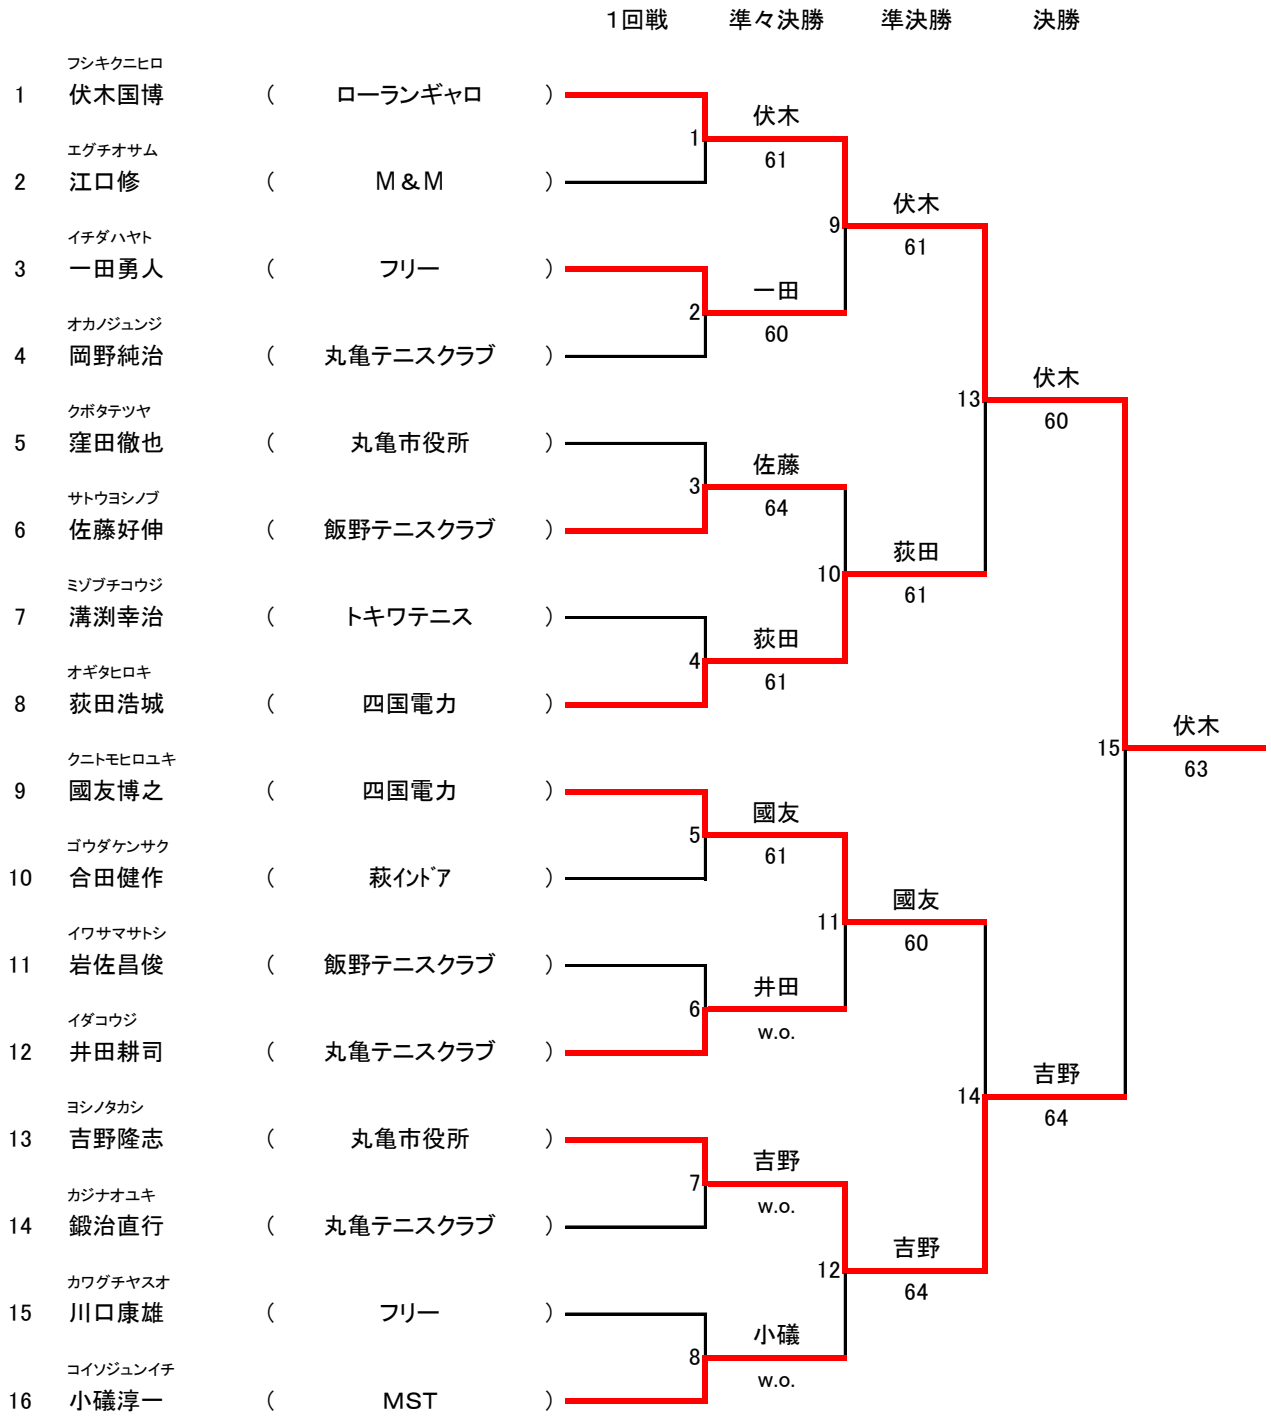 1回戦 準々決勝 準決勝 決勝
フシキクニヒロ
1 伏木国博 ( ローランギャロ )
伏木
1
61
エグチオサム
2 江口修 ( M&M )
伏木
9
61
イチダハヤト
3 一田勇人 ( フリー )
一田
2
60
オカノジュンジ
4 岡野純治 ( 丸亀テニスクラブ )
伏木
13
60
クボタテツヤ
5 窪田徹也 ( 丸亀市役所 )
佐藤
3
64
サトウヨシノブ
6 佐藤好伸 ( 飯野テニスクラブ )
荻田
10
61
ミゾブチコウジ
7 溝渕幸治 ( トキワテニス )
荻田
4
61
オギタヒロキ
8 荻田浩城 ( 四国電力 )
伏木
15
63
クニトモヒロユキ
9 國友博之 ( 四国電力 )
國友
5
61
ゴウダケンサク
10 合田健作 ( 萩インドア )
國友
11
60
イワサマサトシ
11 岩佐昌俊 ( 飯野テニスクラブ )
井田
6
w.o.
イダコウジ
12 井田耕司 ( 丸亀テニスクラブ )
吉野
14
64
ヨシノタカシ
13 吉野隆志 ( 丸亀市役所 )
吉野
7
w.o.
カジナオユキ
14 鍛治直行 ( 丸亀テニスクラブ )
吉野
12
64
カワグチヤスオ
15 川口康雄 ( フリー )
小礒
8
w.o.
コイソジュンイチ
16 小礒淳一 ( MST )